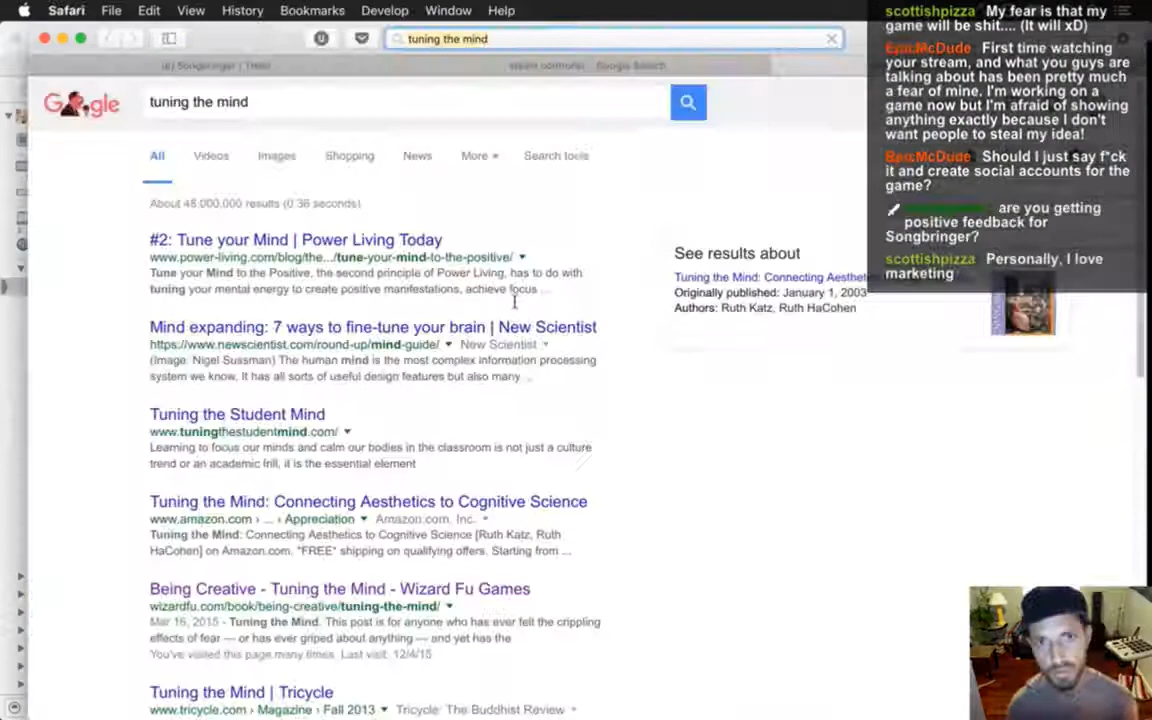 Safari File Edit View History Bookmarks Develop Window Help
tuning the mind
Songbringer | Trello
Google Search
Google
tuning the mind
All Videos Images Shopping News More Search tools
About 48,000,000 results (0.36 seconds)
#2: Tune your Mind | Power Living Today
www.power-living.com/blog/the.../tune-your-mind-to-the-positive/
Tune your Mind to the Positive, the second principle of Power Living, has to do with
tuning your mental energy to create positive manifestations, achieve focus ...
Mind expanding: 7 ways to fine-tune your brain | New Scientist
https://www.newscientist.com/round-up/mind-guide/ New Scientist
(Image: Nigel Sussman) The human mind is the most complex information processing
system we know. It has all sorts of useful design features but also many ...
Tuning the Student Mind
www.tuningthestudentmind.com/
Learning to focus our minds and calm our bodies in the classroom is not just a culture
trend or an academic frill, it is the essential element
Tuning the Mind: Connecting Aesthetics to Cognitive Science
www.amazon.com › ... › Appreciation Amazon.com, Inc.
Tuning the Mind: Connecting Aesthetics to Cognitive Science [Ruth Katz, Ruth
HaCohen] on Amazon.com. *FREE* shipping on qualifying offers. Starting from ...
Being Creative - Tuning the Mind - Wizard Fu Games
wizardfu.com/book/being-creative/tuning-the-mind/
Mar 16, 2015 - Tuning the Mind. This post is for anyone who has ever felt the crippling
effects of fear — or has ever griped about anything — and yet has the
You've visited this page many times. Last visit: 12/4/15
Tuning the Mind | Tricycle
www.tricycle.com › Magazine › Fall 2013 Tricycle: The Buddhist Review
See results about
Tuning the Mind: Connecting Aesthet
Originally published: January 1, 2003
Authors: Ruth Katz, Ruth HaCohen
scottishpizza My fear is that my
game will be shit.... (It will xD)
EpicMcDude First time watching
your stream, and what you guys are
talking about has been pretty much
a fear of mine. I'm working on a
game now but I'm afraid of showing
anything exactly because I don't
want people to steal my idea!
EpicMcDude Should I just say f*ck
it and create social accounts for the
game?
are you getting
positive feedback for
Songbringer?
scottishpizza Personally, I love
marketing